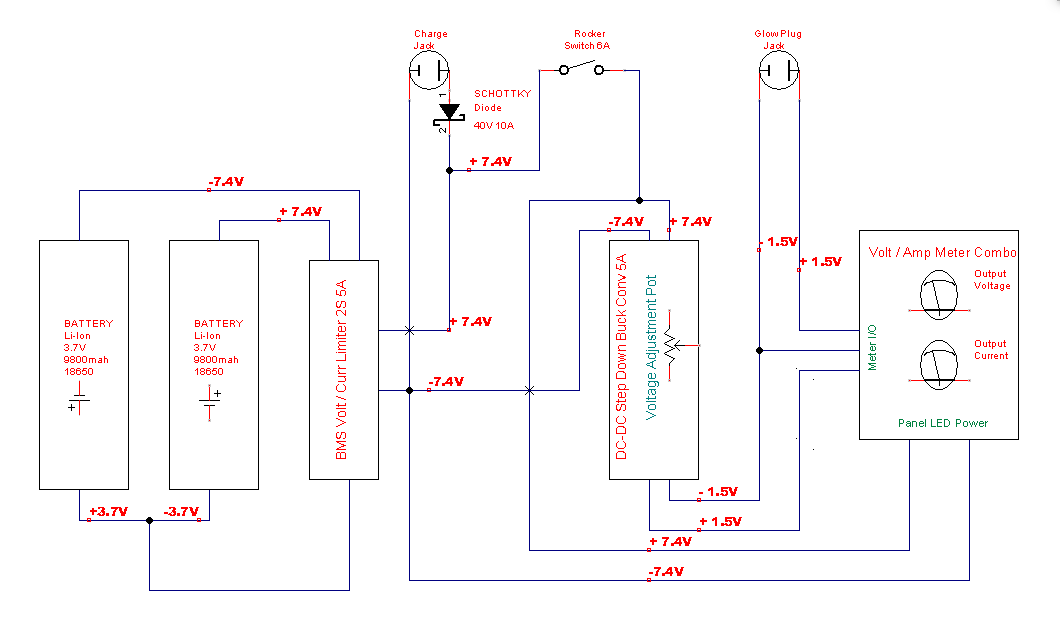 Charge
Jack
Rocker
Switch 6A
Glow Plug
Jack
1
SCHOTTKY
Diode
40V 10A
2
+ 7.4V
-7.4V
+ 7.4V
-7.4V
+ 7.4V
- 1.5V
+ 1.5V
Volt / Amp Meter Combo
Output
Voltage
Output
Current
Meter I/O
Panel LED Power
BATTERY
Li-Ion
3.7V
9800mah
18650
+
BATTERY
Li-Ion
3.7V
9800mah
18650
+
BMS Volt / Curr Limiter 2S 5A
+ 7.4V
-7.4V
DC-DC Step Down Buck Conv 5A
Voltage Adjustment Pot
+3.7V
-3.7V
- 1.5V
+ 1.5V
+ 7.4V
-7.4V